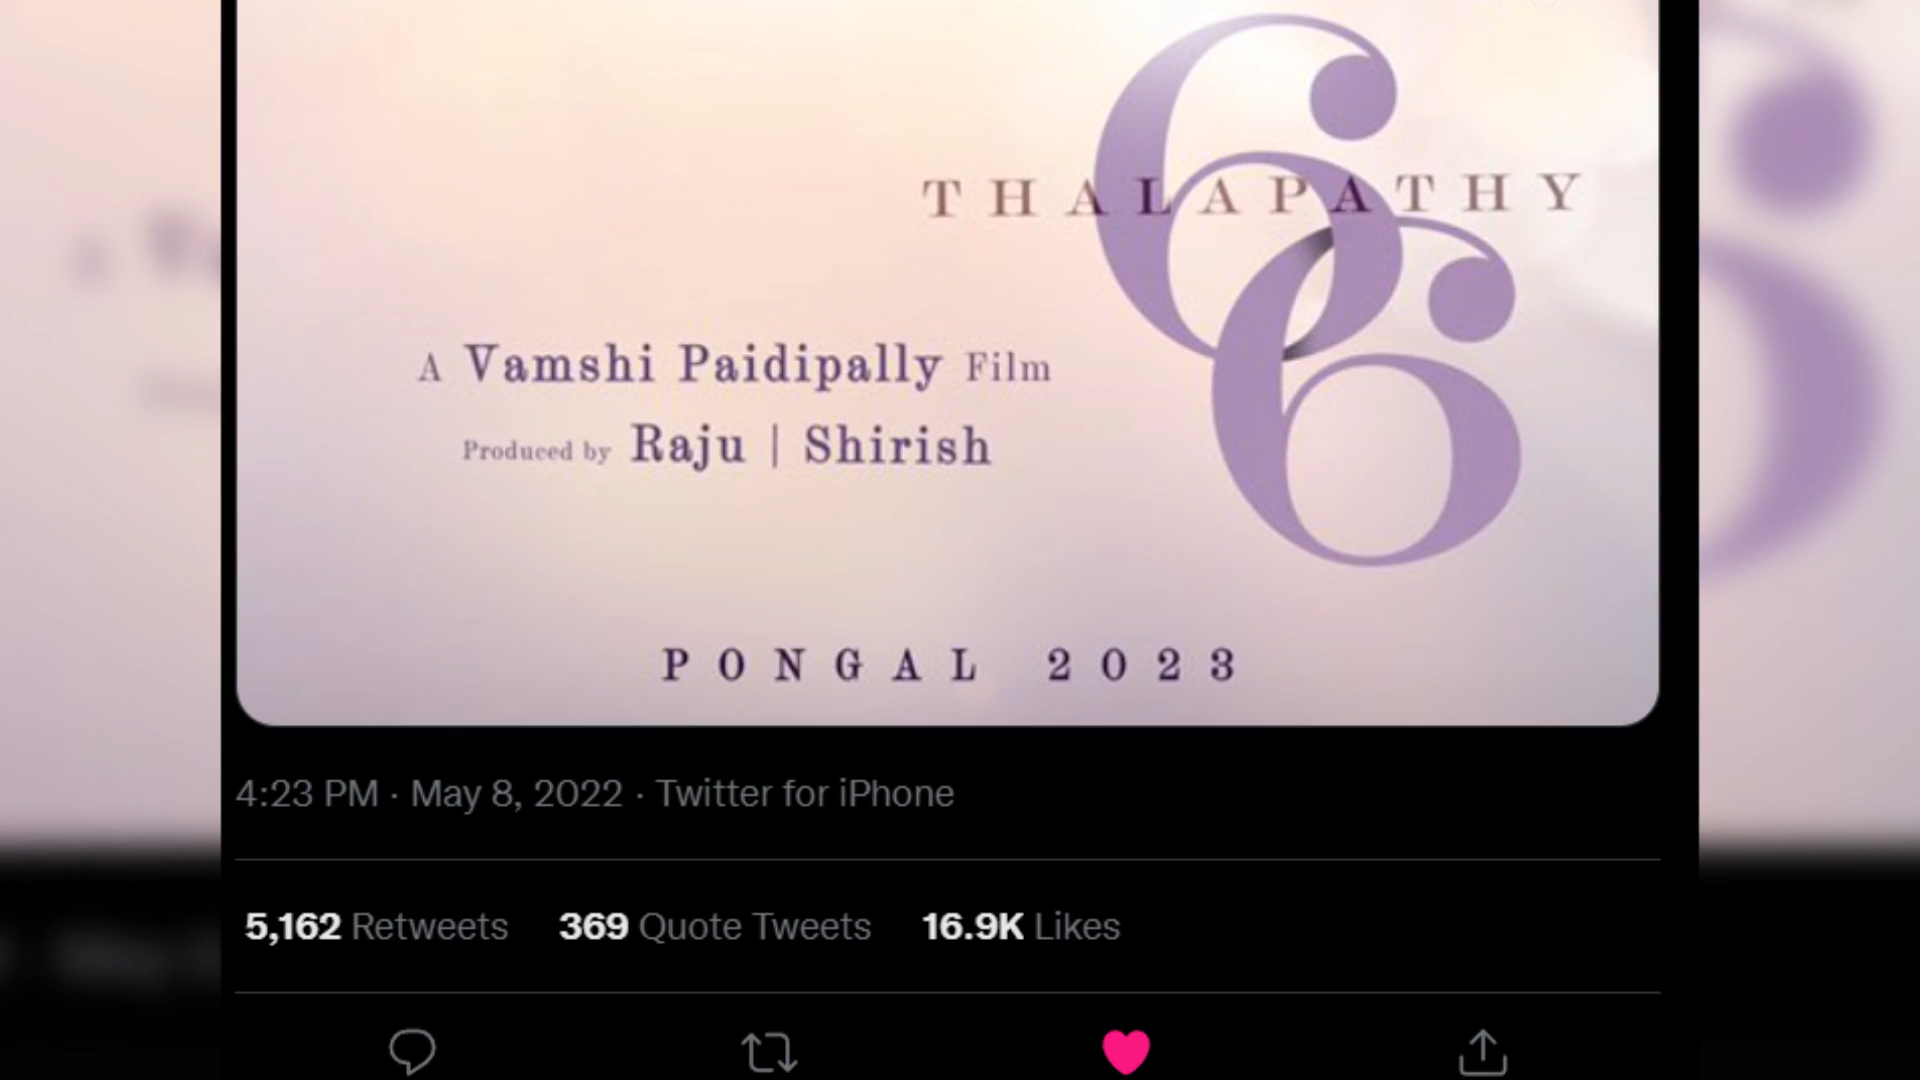 THALAPATHY
66
A Vamshi Paidipally Film
Produced by Raju | Shirish
PONGAL 2023
4:23 PM · May 8, 2022 · Twitter for iPhone
5,162 Retweets 369 Quote Tweets 16.9K Likes